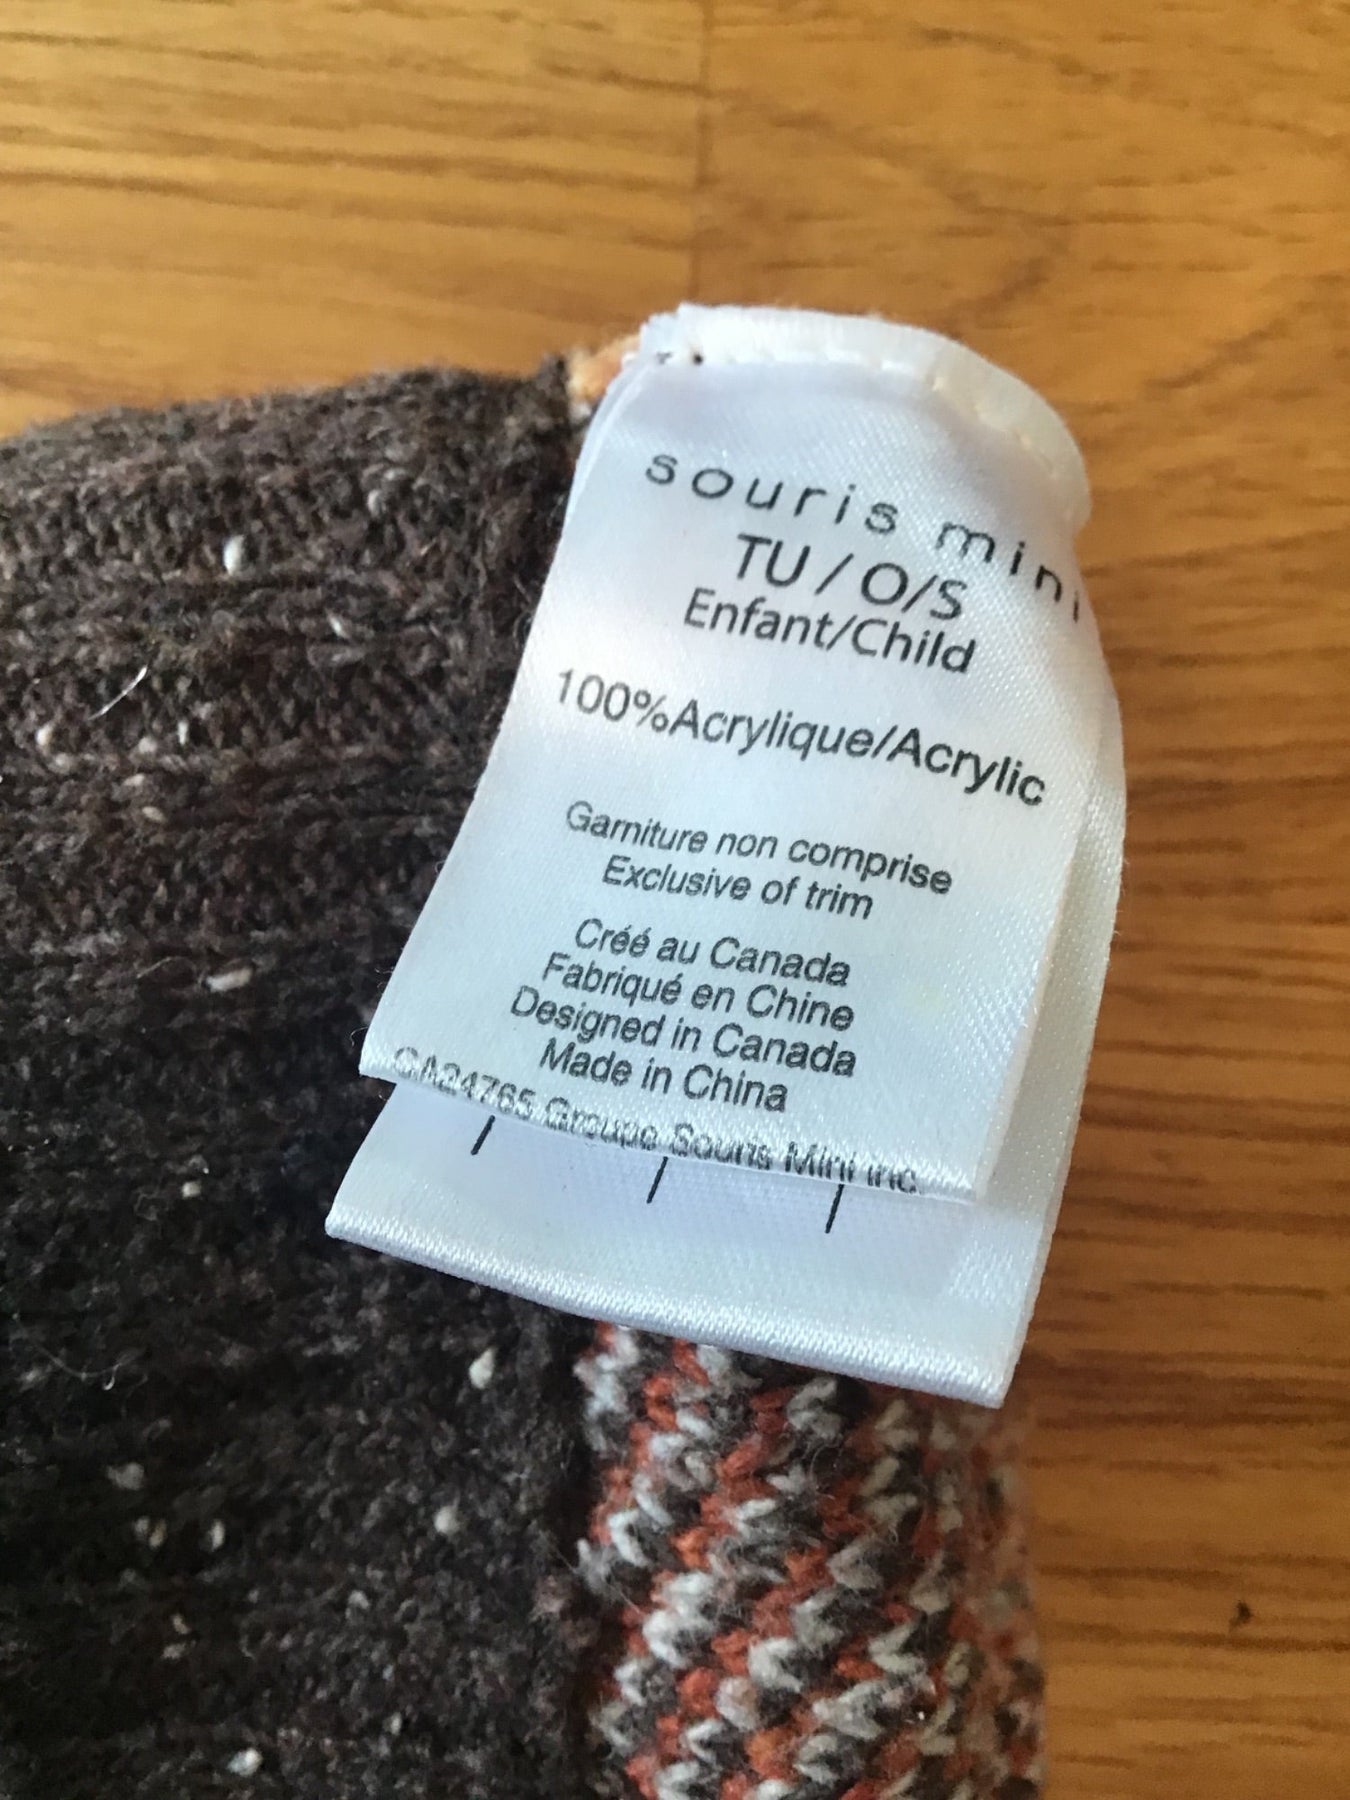 souris mini
TU / O/S
Enfant/Child
100%Acrylique/Acrylic
Garniture non comprise
Exclusive of trim
Créé au Canada
Fabriqué en Chine
Designed in Canada
Made in China
CA24765 Groupe Souris Mini inc.